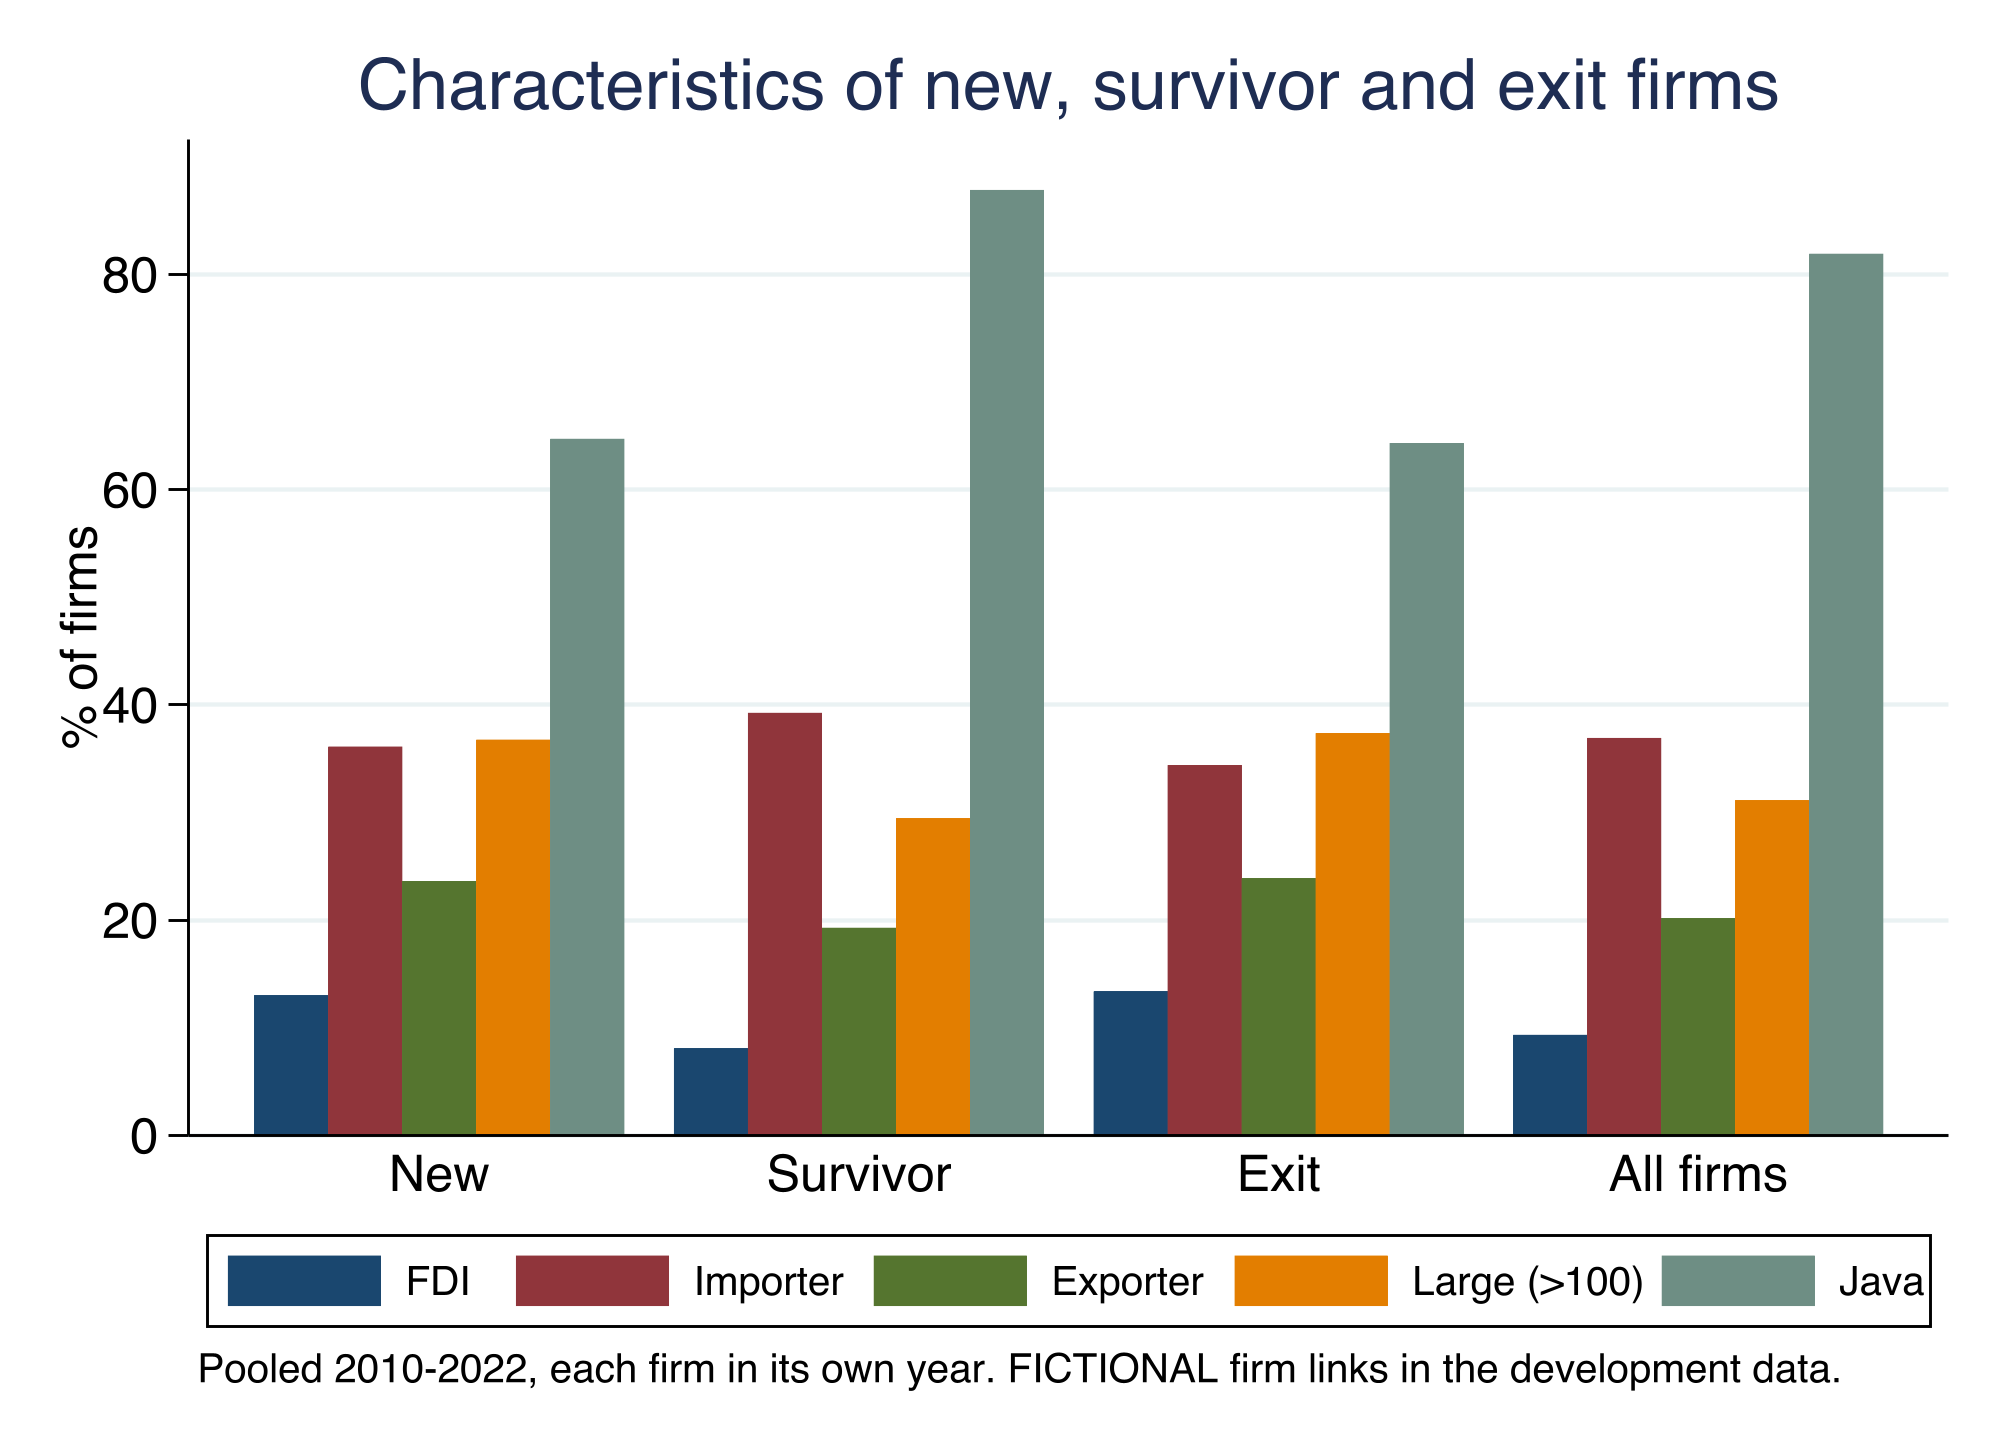 Characteristics of new, survivor and exit firms
% of firms
80
60
40
20
0
New Survivor Exit All firms
FDI Importer Exporter Large (>100) Java
Pooled 2010-2022, each firm in its own year. FICTIONAL firm links in the development data.